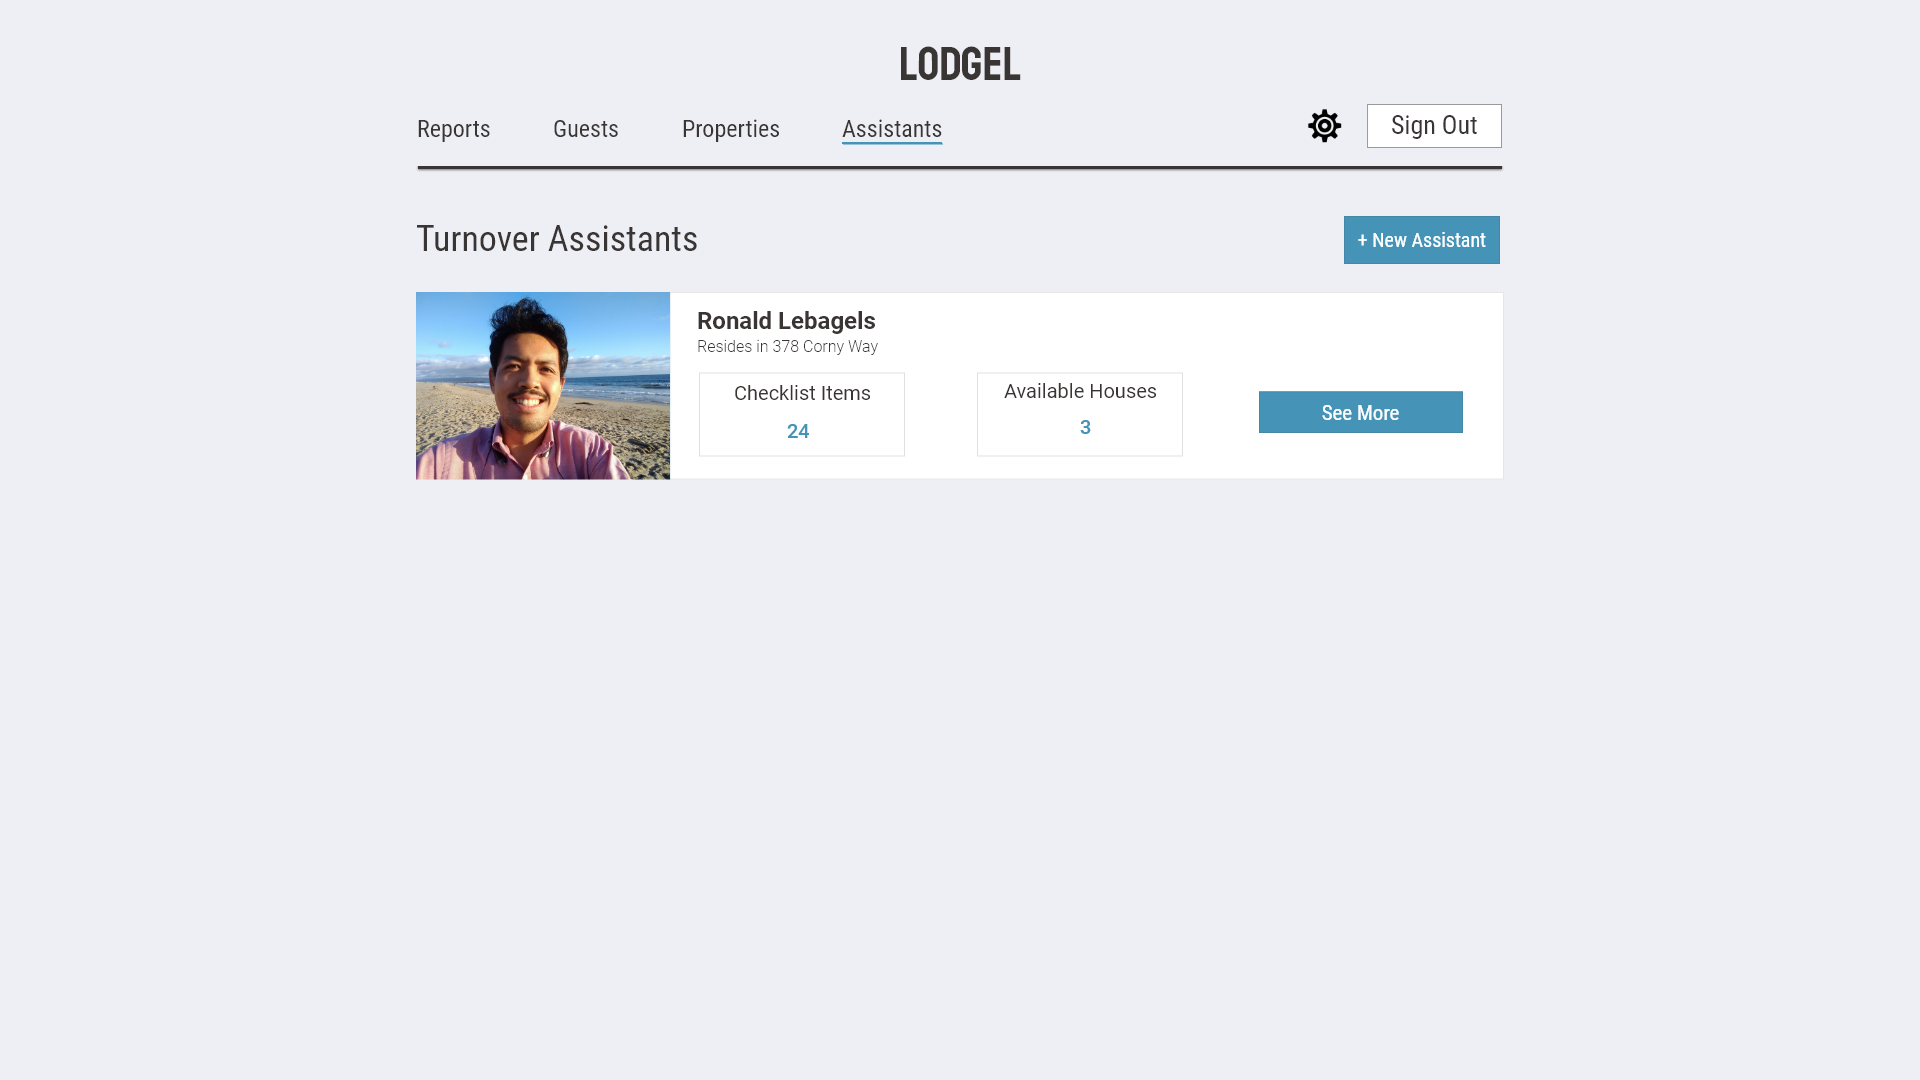 LODGEL
Reports Guests Properties Assistants Sign Out
Turnover Assistants + New Assistant
Ronald Lebagels
Resides in 378 Corny Way
Checklist Items Available Houses
24 3 See More